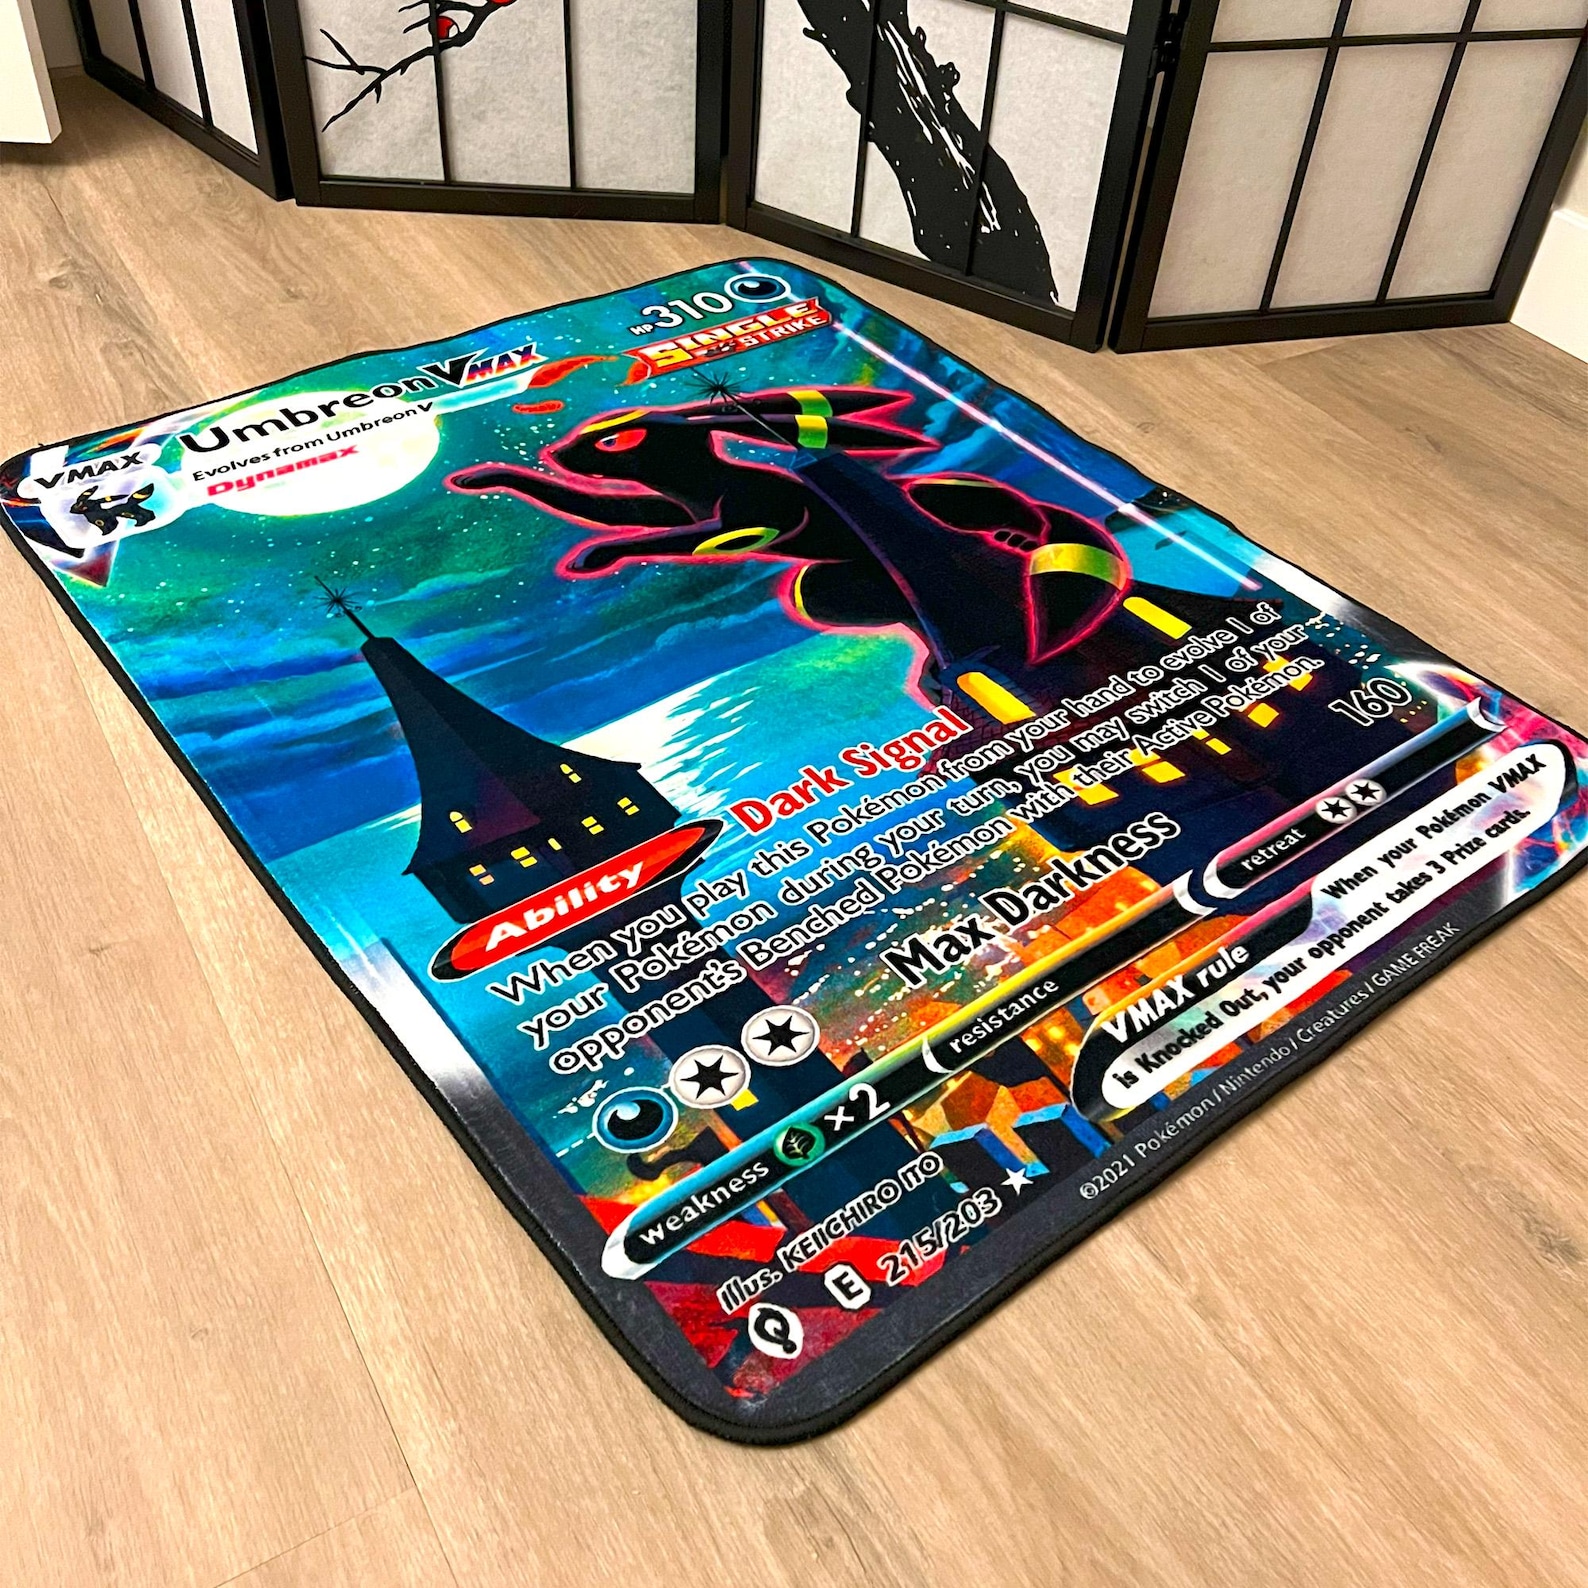 VMAX
Umbreon VMAX
HP 310
Evolves from Umbreon V
Dynamax
SINGLE
STRIKE
Ability
Dark Signal
When you play this Pokémon from your hand to evolve 1 of
your Pokémon during your turn, you may switch 1 of your
opponent's Benched Pokémon with their Active Pokémon.
Max Darkness
160
weakness
×2
resistance
retreat
VMAX rule
When your Pokémon VMAX
is Knocked Out, your opponent takes 3 Prize cards.
Illus. KEIICHIRO ITO
E
215/203
©2021 Pokémon / Nintendo / Creatures / GAME FREAK